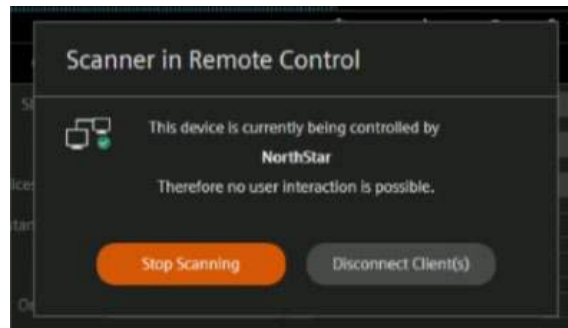 Scanner in Remote Control
This device is currently being controlled by
NorthStar
Therefore no user interaction is possible.
Stop Scanning
Disconnect Client(s)